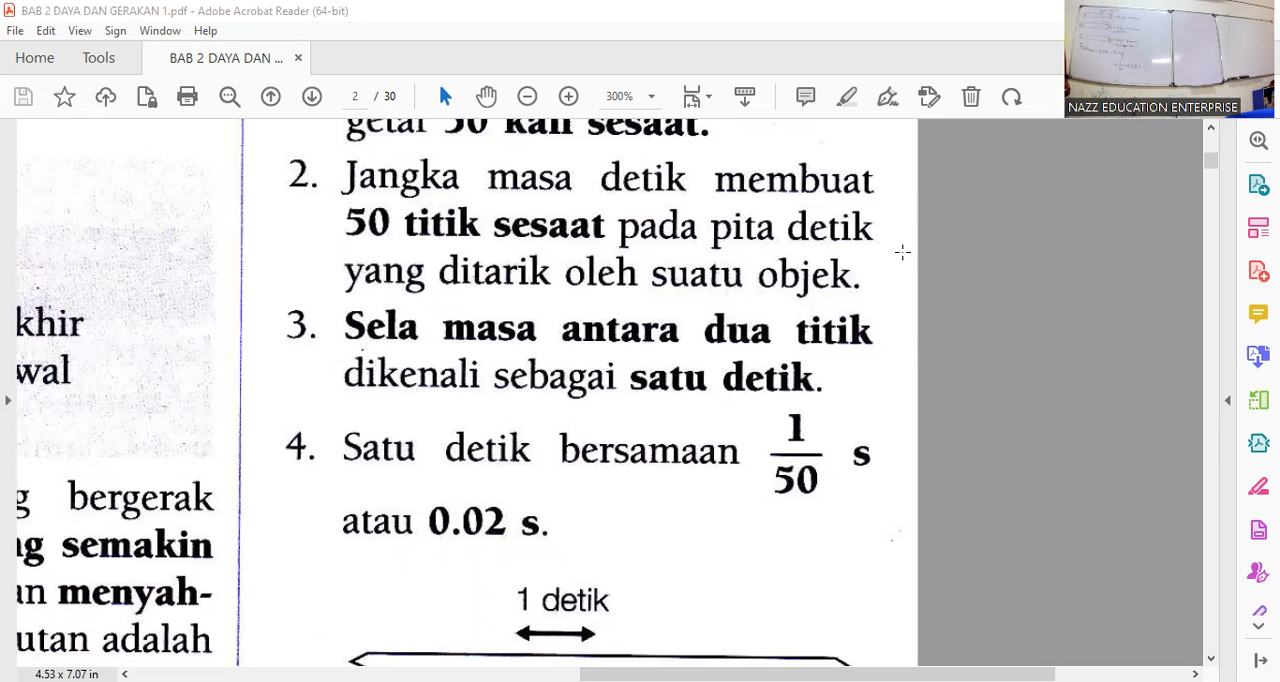 BAB 2 DAYA DAN GERAKAN 1.pdf - Adobe Acrobat Reader (64-bit)
File Edit View Sign Window Help
Home Tools BAB 2 DAYA DAN ... ×
2 / 30 300%
NAZZ EDUCATION ENTERPRISE
khir
wal
g bergerak
ng semakin
an menyah-
utan adalah
getar 50 kali sesaat.
2. Jangka masa detik membuat
50 titik sesaat pada pita detik
yang ditarik oleh suatu objek.
3. Sela masa antara dua titik
dikenali sebagai satu detik.
4. Satu detik bersamaan 1/50 s
atau 0.02 s.
1 detik
4.53 x 7.07 in